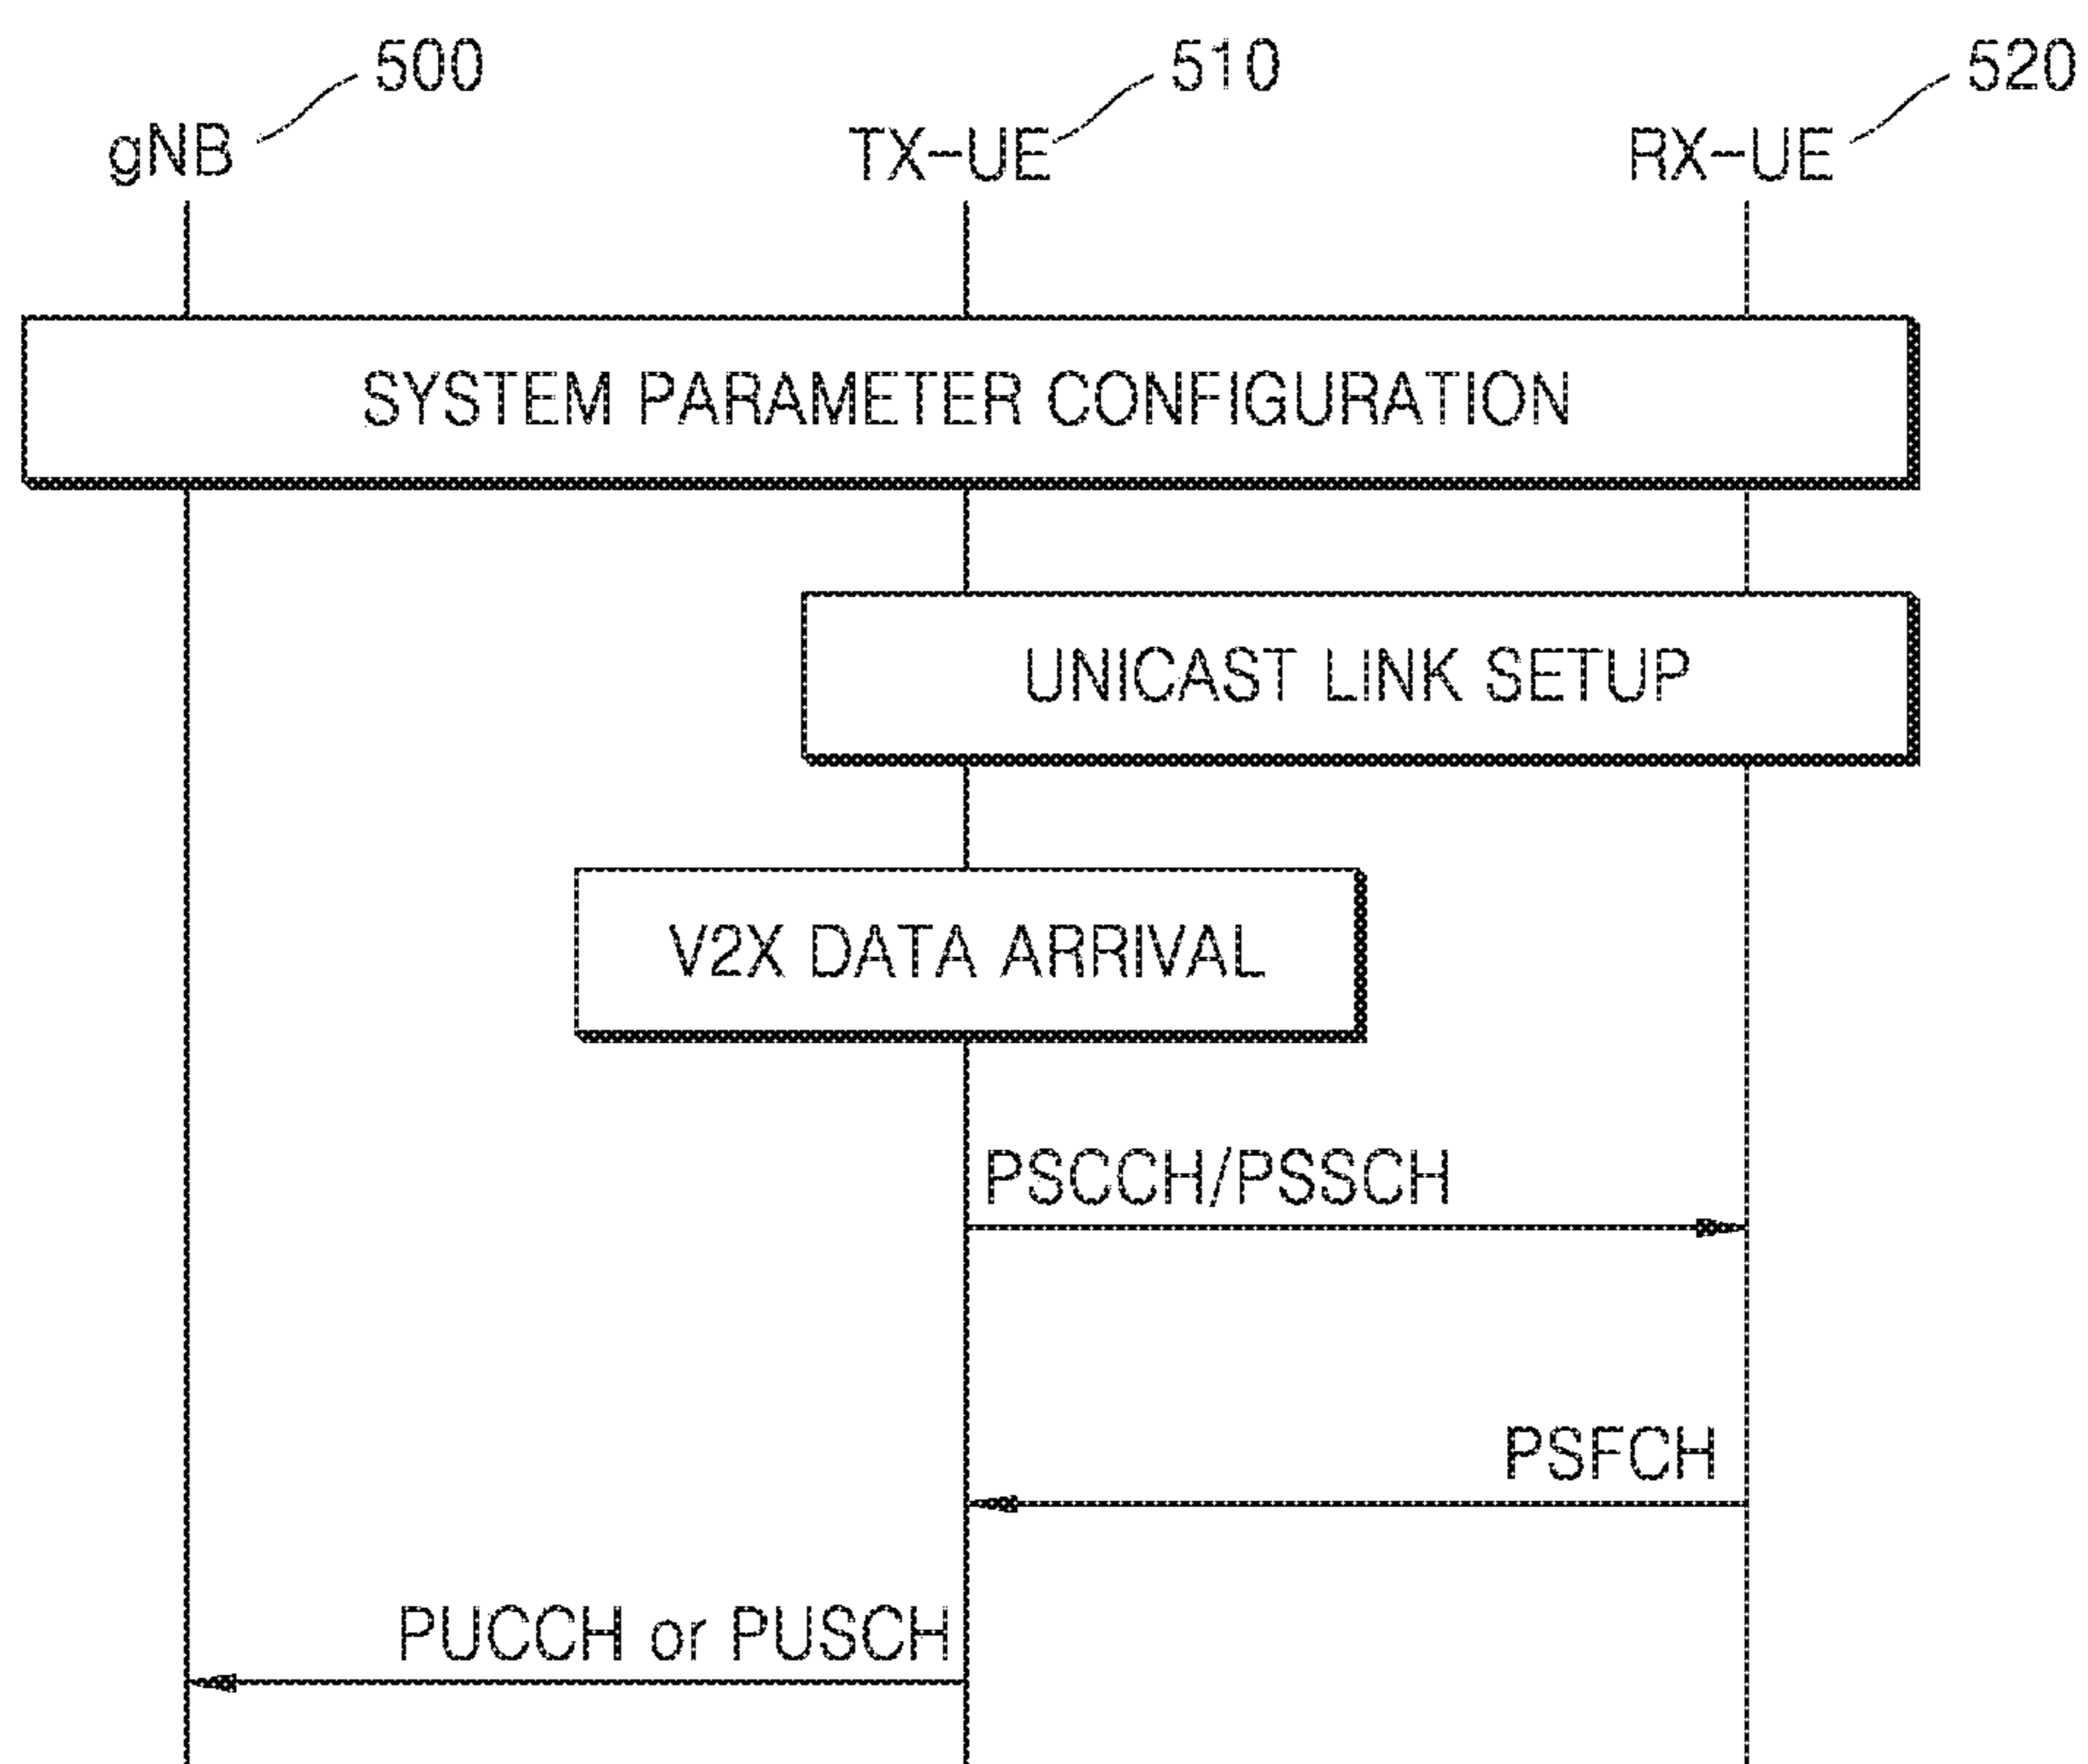 500
510
520
gNB
TX-UE
RX-UE
SYSTEM PARAMETER CONFIGURATION
UNICAST LINK SETUP
V2X DATA ARRIVAL
PSCCH/PSSCH
PSFCH
PUCCH or PUSCH